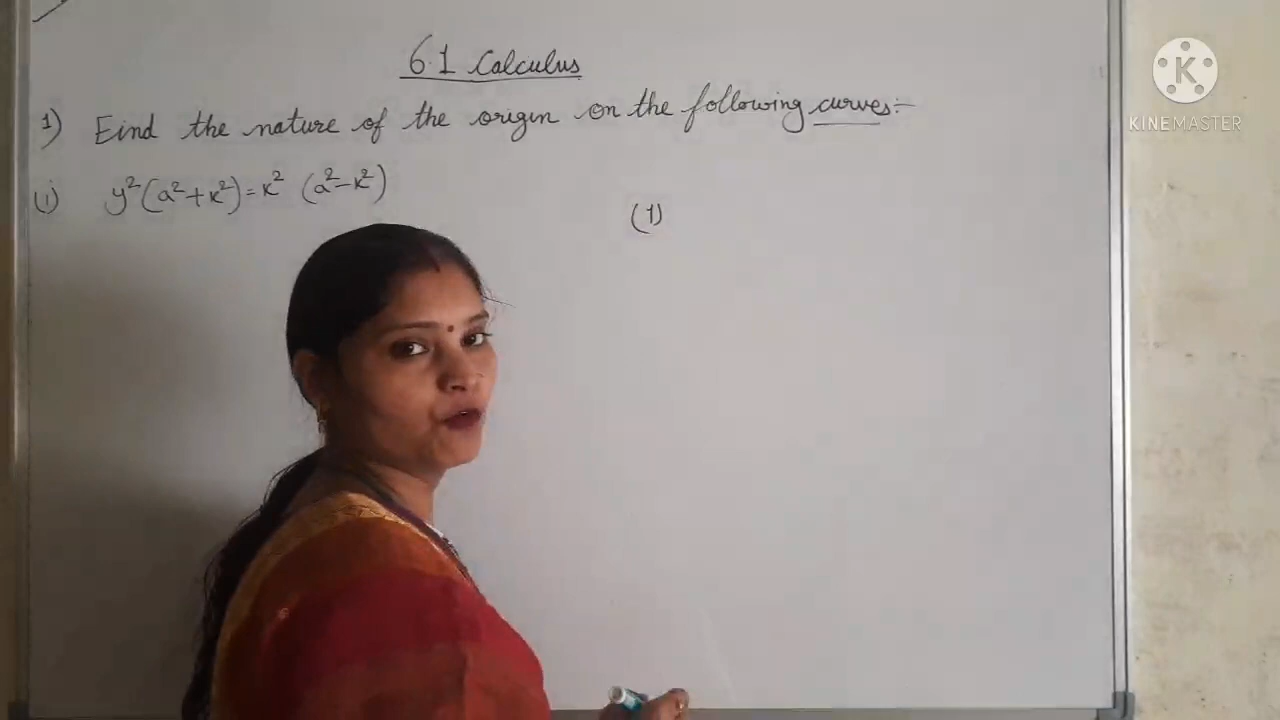 6.1 Calculus
1) Find the nature of the origin on the following curves:-
(i) y²(a²+x²)=x² (a²-x²)
(1)
K
KINEMASTER